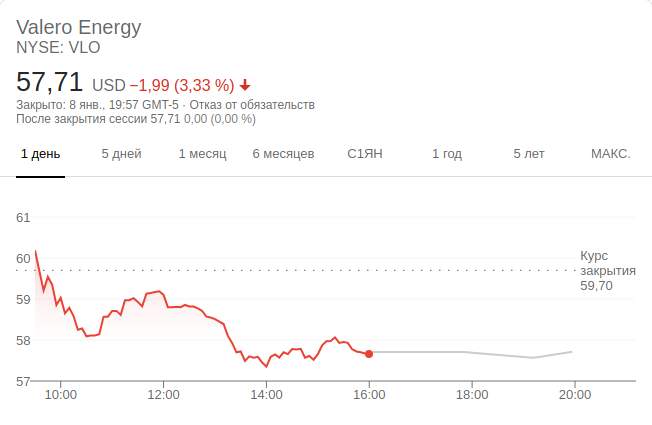 Valero Energy
NYSE: VLO
57,71 USD −1,99 (3,33 %)
Закрыто: 8 янв., 19:57 GMT-5 · Отказ от обязательств
После закрытия сессии 57,71 0,00 (0,00 %)
1 день 5 дней 1 месяц 6 месяцев С1ЯН 1 год 5 лет МАКС.
61
60
59
58
57
Курс
закрытия
59,70
10:00 12:00 14:00 16:00 18:00 20:00